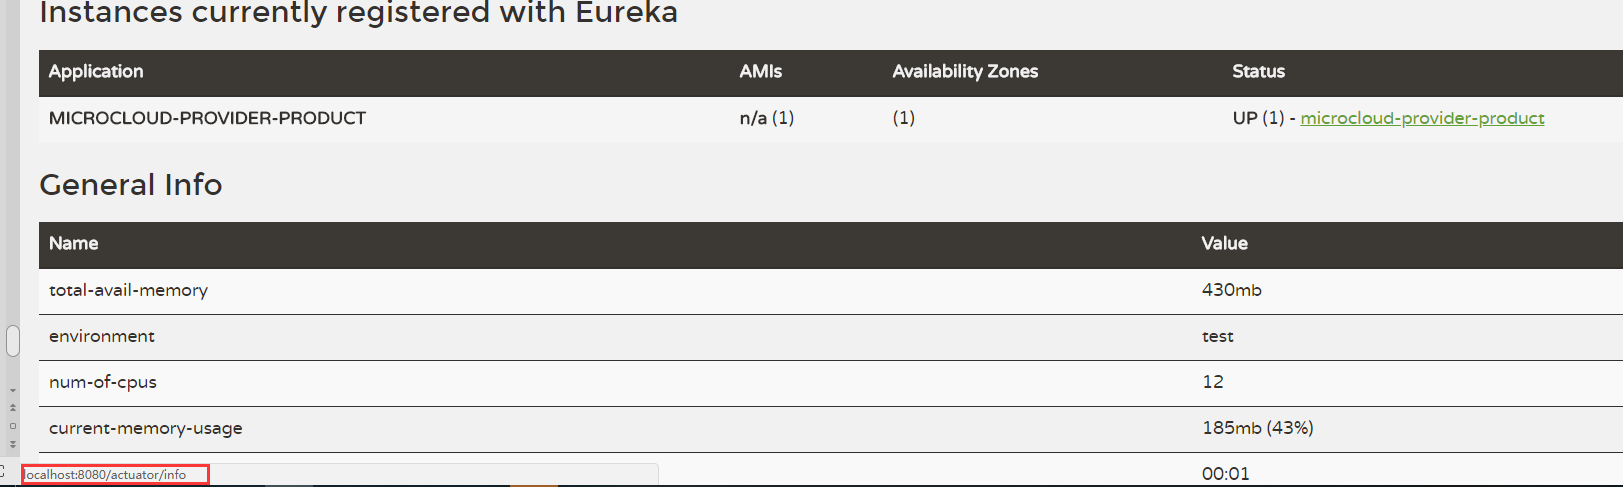 Instances currently registered with Eureka
Application AMIs Availability Zones Status
MICROCLOUD-PROVIDER-PRODUCT n/a (1) (1) UP (1) - microcloud-provider-product
General Info
Name Value
total-avail-memory 430mb
environment test
num-of-cpus 12
current-memory-usage 185mb (43%)
localhost:8080/actuator/info 00:01